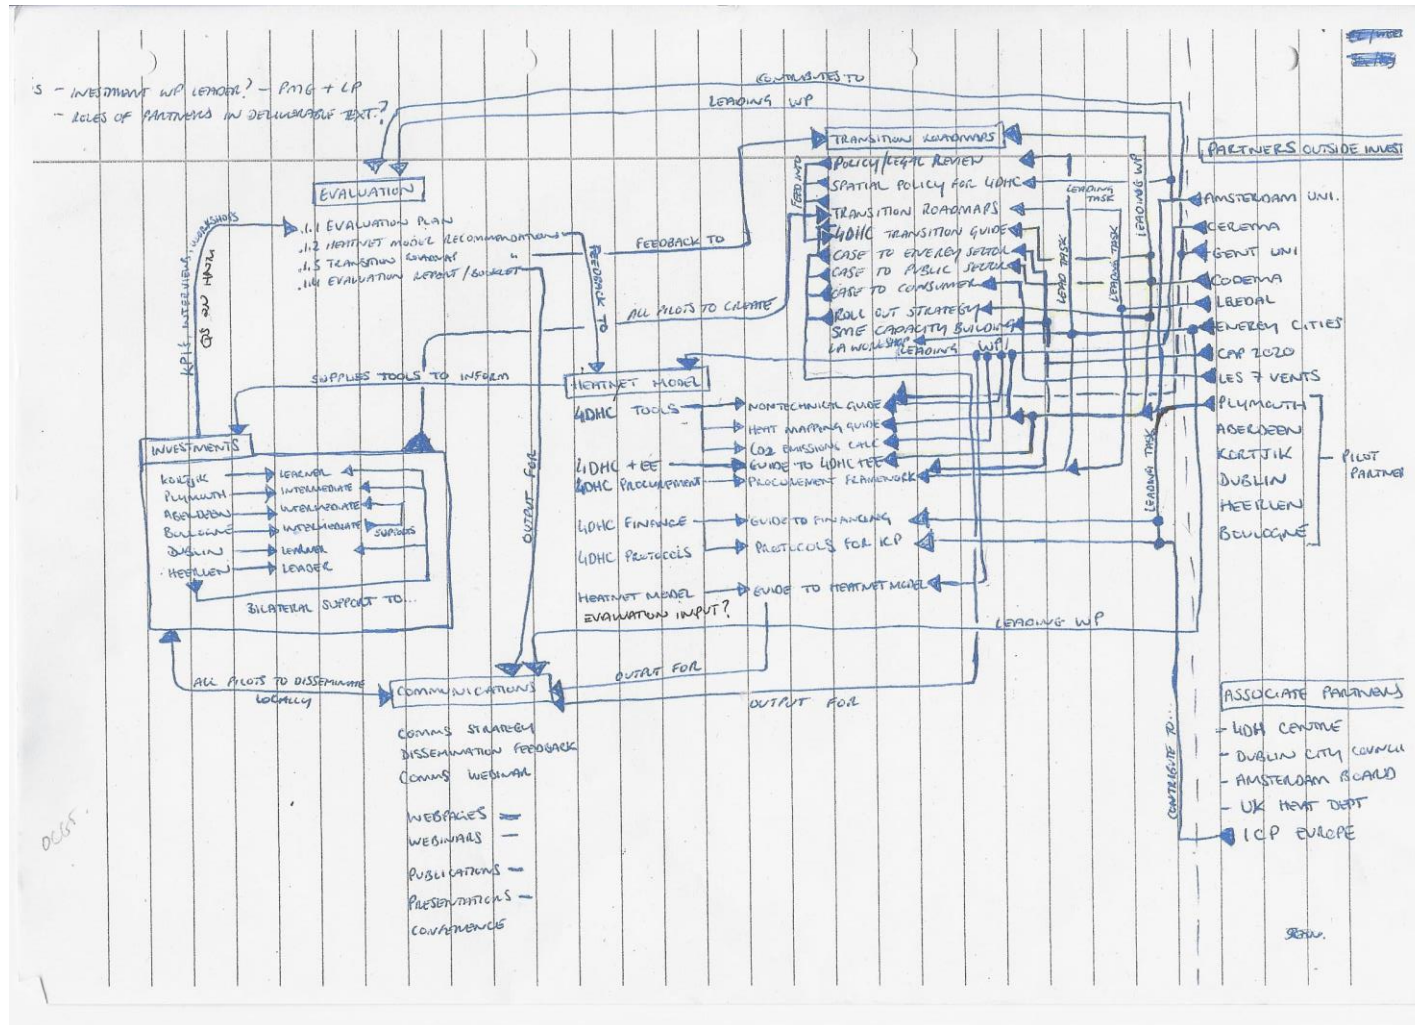 - INVESTMENT WP LEADER? - PMG + LP
- ROLES OF PARTNERS IN DELIVERABLE TEXT?
CONTRIBUTES TO
LEADING WP
EVALUATION
.1.1 EVALUATION PLAN
.1.2 HEATNET MODEL RECOMMENDATIONS
.1.3 TRANSITION ROADMAP "
.1.4 EVALUATION REPORT/BOOKLET
KPIs, INTERVIEWS, WORKSHOPS
FEEDBACK TO
FEEDBACK TO
ALL PILOTS TO CREATE
SUPPLIES TOOLS TO INFORM
OUTPUT FOR
TRANSITION ROADMAPS
FEED INTO
POLICY/LEGAL REVIEW
SPATIAL POLICY FOR 4DHC
TRANSITION ROADMAPS
4DHC TRANSITION GUIDE
CASE TO ENERGY SECTOR
CASE TO PUBLIC SECTOR
CASE TO CONSUMER
ROLL OUT STRATEGY
SME CAPACITY BUILDING
LA WORKSHOP
LEADING WP
LEADING TASK
LEADING WP
LEAD TASK
LEADING TASK
LEADING TASK
PARTNERS OUTSIDE INVEST
AMSTERDAM UNI.
CEREMA
GENT UNI
CODEMA
LBEDAL
ENERGY CITIES
CAP 2020
LES 7 VENTS
PLYMOUTH
ABERDEEN
KORTJIK
DUBLIN
HEERLEN
BOULOGNE
PILOT
PARTNER
INVESTMENTS
KORTJIK LEARNER
PLYMOUTH INTERMEDIATE
ABERDEEN INTERMEDIATE
BOULOGNE INTERMEDIATE
SUPPORTS
DUBLIN LEARNER
HEERLEN LEADER
BILATERAL SUPPORT TO...
HEATNET MODEL
4DHC TOOLS NONTECHNICAL GUIDE
HEAT MAPPING GUIDE
CO2 EMISSIONS CALC
4DHC + EE GUIDE TO 4DHC+EE
4DHC PROCUREMENT PROCUREMENT FRAMEWORK
4DHC FINANCE GUIDE TO FINANCING
4DHC PROTOCOLS PROTOCOLS FOR ICP
HEATNET MODEL GUIDE TO HEATNET MODEL
EVALUATION INPUT?
LEADING WP
OUTPUT FOR
OUTPUT FOR
ALL PILOTS TO DISSEMINATE
LOCALLY
COMMUNICATIONS
COMMS STRATEGY
DISSEMINATION FEEDBACK
COMMS WEBINAR
WEBPAGES -
WEBINARS -
PUBLICATIONS -
PRESENTATIONS -
CONFERENCE
CONTRIBUTE TO...
ASSOCIATE PARTNERS
- 4DH CENTRE
- DUBLIN CITY COUNCIL
- AMSTERDAM BOARD
- UK HEAT DEPT
- ICP EUROPE